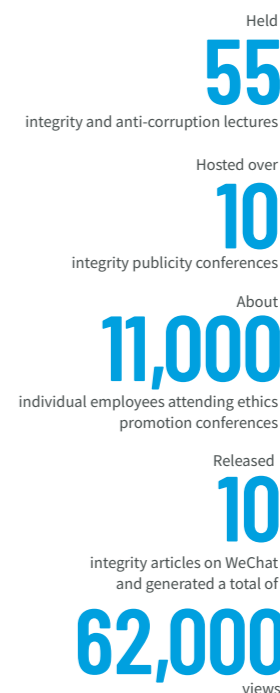 Held
55
integrity and anti-corruption lectures
Hosted over
10
integrity publicity conferences
About
11,000
individual employees attending ethics
promotion conferences
Released
10
integrity articles on WeChat
and generated a total of
62,000
views